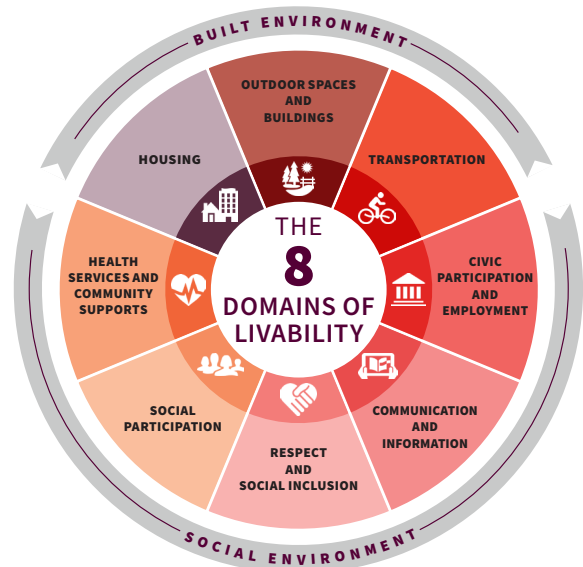 BUILT ENVIRONMENT
OUTDOOR SPACES
AND
BUILDINGS
TRANSPORTATION
CIVIC
PARTICIPATION
AND
EMPLOYMENT
COMMUNICATION
AND
INFORMATION
RESPECT
AND
SOCIAL INCLUSION
SOCIAL
PARTICIPATION
HEALTH
SERVICES AND
COMMUNITY
SUPPORTS
HOUSING
THE
8
DOMAINS OF
LIVABILITY
SOCIAL ENVIRONMENT